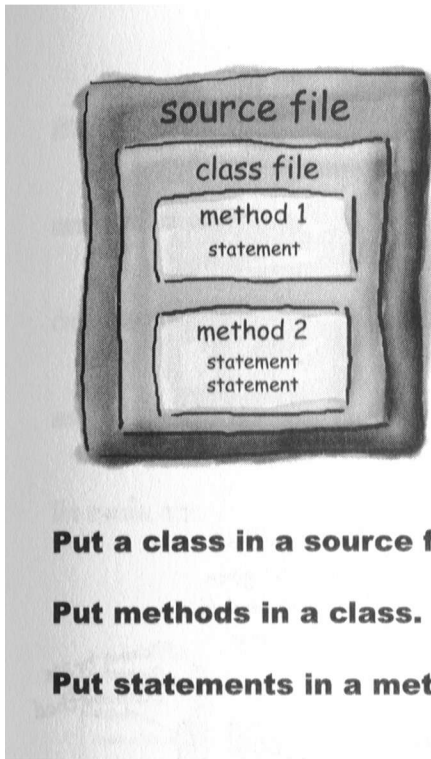 source file
class file
method 1
statement
method 2
statement
statement
Put a class in a source f
Put methods in a class.
Put statements in a met